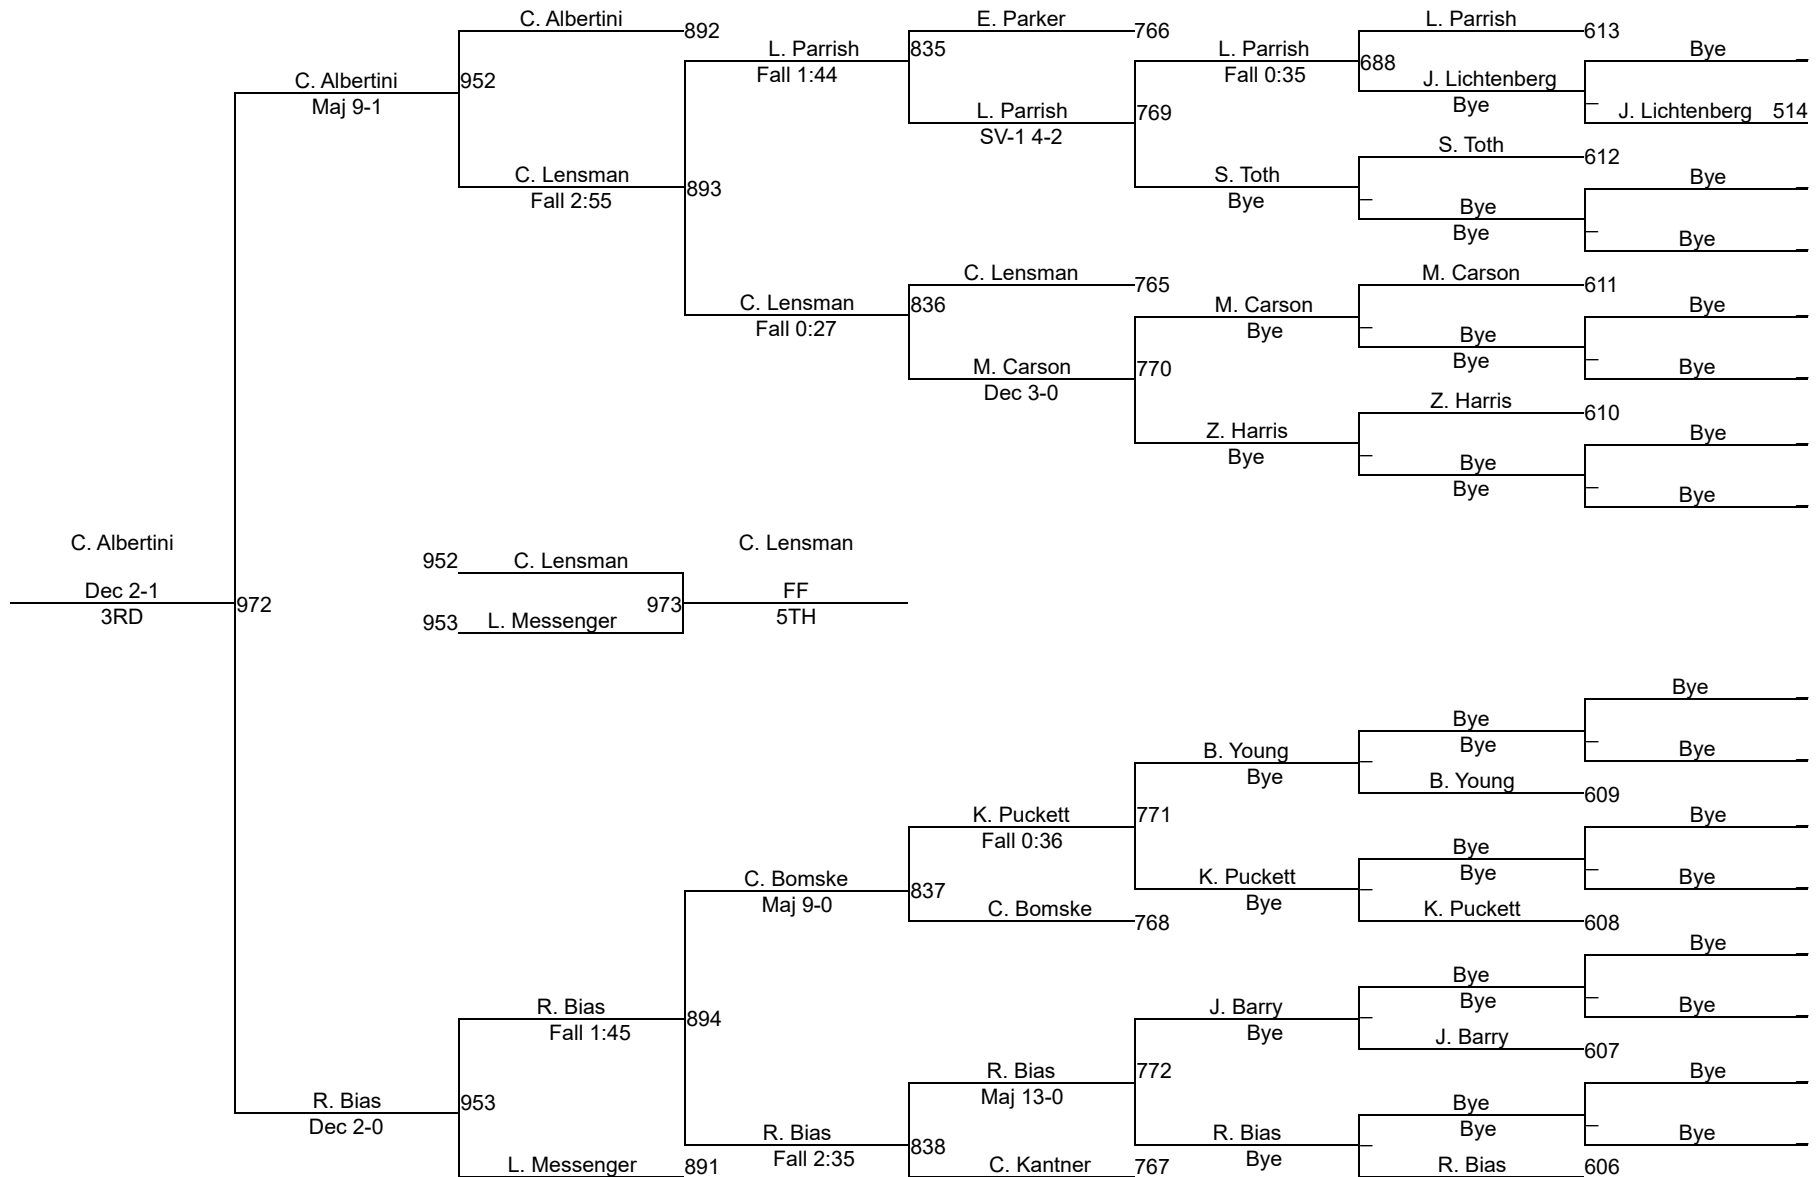 C. Albertini
892
E. Parker
766
L. Parrish
613
L. Parrish
835
L. Parrish
Bye
Fall 1:44
Fall 0:35
688
C. Albertini
952
J. Lichtenberg
Maj 9-1
Bye
L. Parrish
769
J. Lichtenberg 514
SV-1 4-2
S. Toth
612
C. Lensman
893
S. Toth
Bye
Fall 2:55
Bye
Bye
Bye
Bye
C. Lensman
765
M. Carson
611
C. Lensman
836
M. Carson
Bye
Fall 0:27
Bye
Bye
Bye
M. Carson
770
Bye
Dec 3-0
Z. Harris
610
Z. Harris
Bye
Bye
Bye
Bye
Bye
C. Albertini
C. Lensman
952
C. Lensman
Dec 2-1
972
973
FF
3RD
5TH
953
L. Messenger
Bye
Bye
Bye
B. Young
Bye
Bye
B. Young
609
K. Puckett
771
Bye
Fall 0:36
Bye
Bye
C. Bomske
837
K. Puckett
Bye
Maj 9-0
Bye
C. Bomske
768
K. Puckett
608
Bye
Bye
Bye
R. Bias
894
J. Barry
Bye
Fall 1:45
Bye
J. Barry
607
R. Bias
772
Bye
Maj 13-0
R. Bias
953
Bye
Dec 2-0
Bye
R. Bias
838
R. Bias
Bye
Fall 2:35
Bye
L. Messenger
891
C. Kantner
767
R. Bias
606